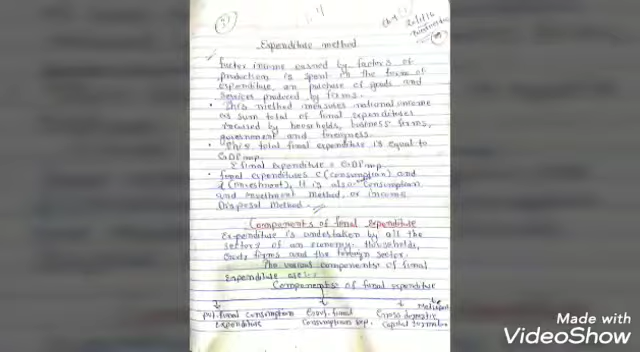 Expenditure method
factor income earned by factors of
production is spent in the form of
expenditure, on purchase of goods and
services produced by firms.
• This method measures national income
as sum total of final expenditures
incurred by households, business firms,
government and foreigners.
• This total final expenditure is equal to
GDPmp
Σ final expenditure = GDPmp
• final expenditures C (consumption) and
I (investment), it is also consumption
and investment method, or income
Disposal Method.
Components of final expenditure
Expenditure is undertaken by all the
sectors of an economy. Households,
firms and the foreign sector.
The various components of final
expenditure are:-
Components of final expenditure
Pvt. final Consumption Govt. final Gross domestic
Expenditure Consumption exp. Capital formation
Made with
VideoShow